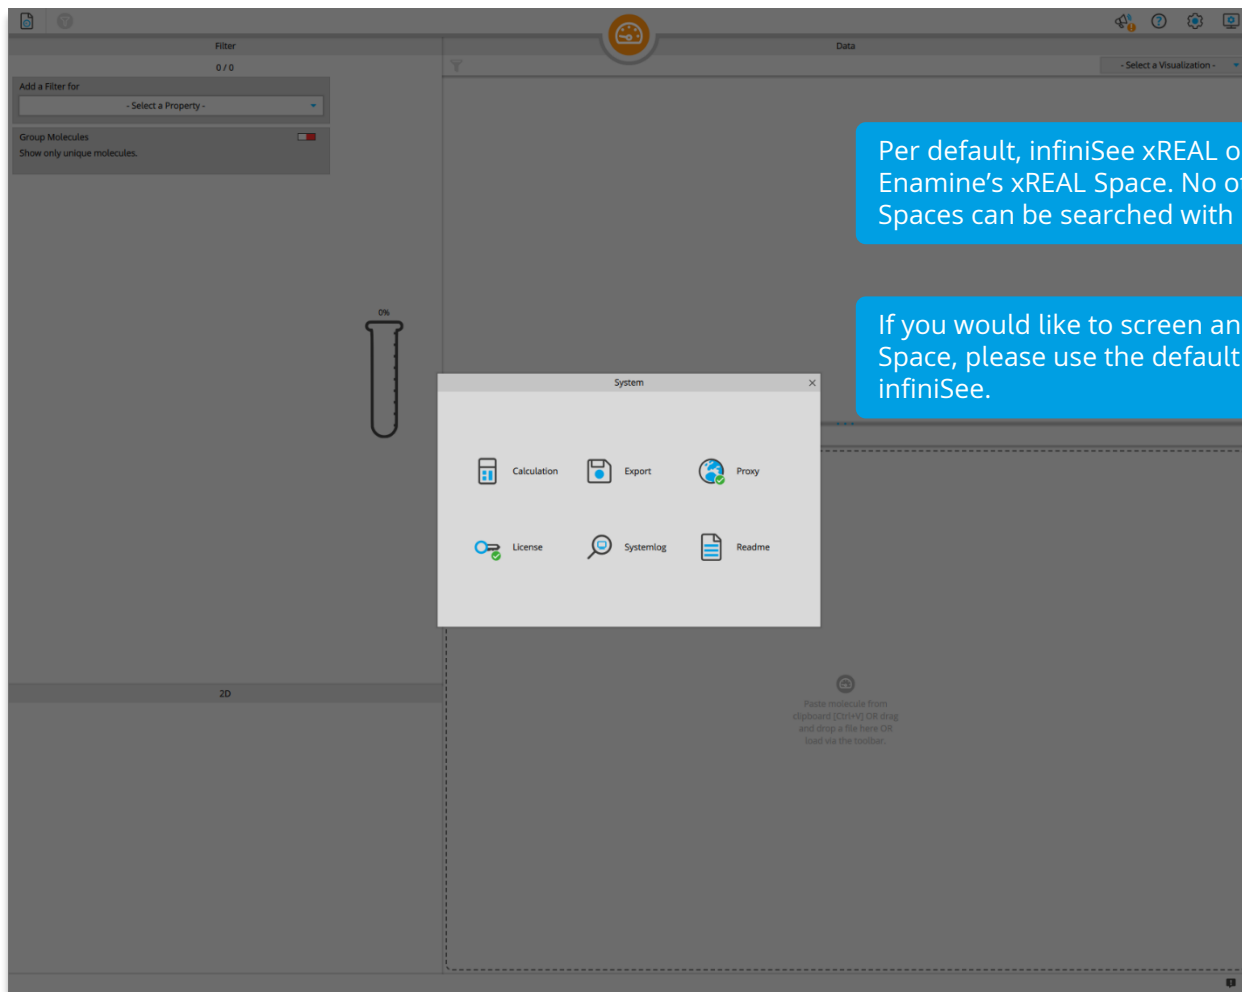 Filter
Data
0 / 0
- Select a Visualization -
Add a Filter for
- Select a Property -
Group Molecules
Show only unique molecules.
Per default, infiniSee xREAL
Enamine's xREAL Space. No
Spaces can be searched with
0%
If you would like to screen
Space, please use the default
infiniSee.
System
Calculation
Export
Proxy
License
Systemlog
Readme
2D
Paste molecule from
clipboard [Ctrl+V] OR drag
and drop a file here OR
load via the toolbar.